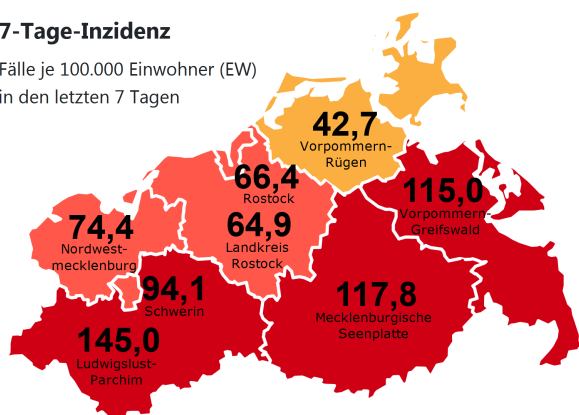 7-Tage-Inzidenz
Fälle je 100.000 Einwohner (EW)
in den letzten 7 Tagen
42,7
Vorpommern-
Rügen
66,4
Rostock
115,0
Vorpommern-
Greifswald
74,4
Nordwest-
mecklenburg
64,9
Landkreis
Rostock
94,1
Schwerin
117,8
Mecklenburgische
Seenplatte
145,0
Ludwigslust-
Parchim